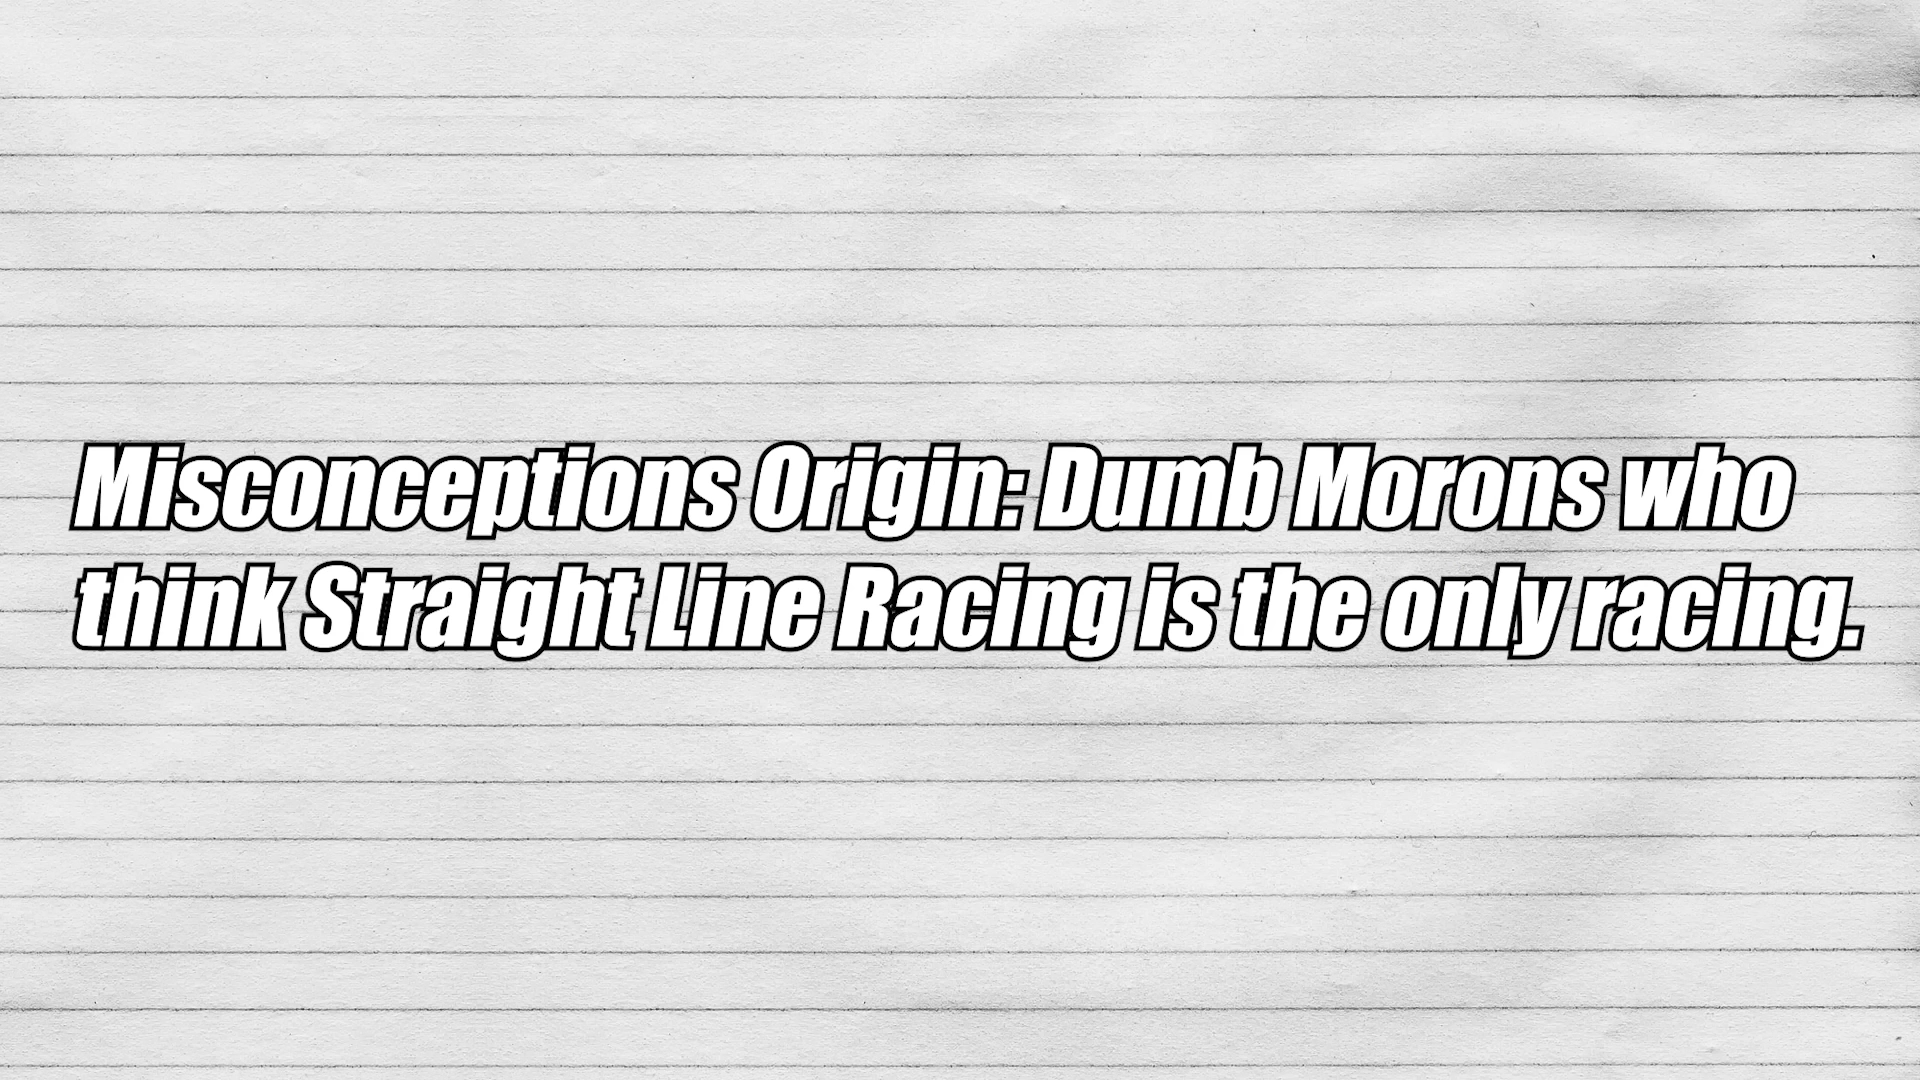 Misconceptions Origin: Dumb Morons who
think Straight Line Racing is the only racing.